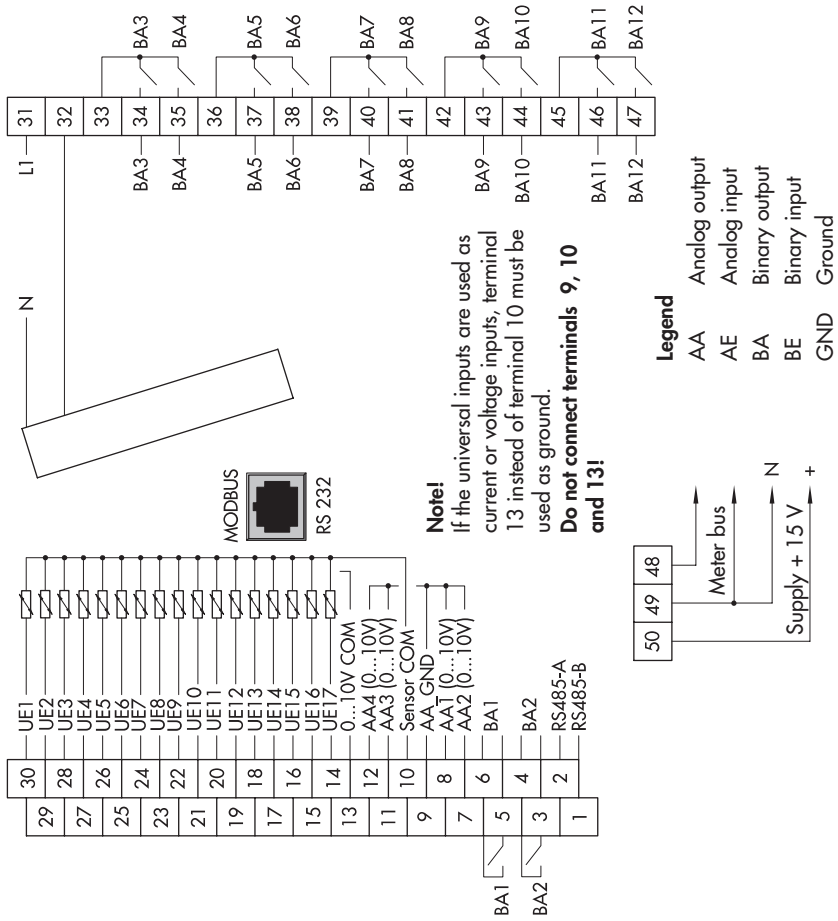 30 UE1
29 UE2
28 UE3
27 UE4
26 UE5
25 UE6
24 UE7
23 UE8
22 UE9
21 UE10
20 UE11
19 UE12
18 UE13
17 UE14
16 UE15
15 UE16
14 UE17
13 0...10V COM
12 AA4 (0...10V)
11 AA3 (0...10V)
10 Sensor COM
9 AA_GND
8 AA1 (0...10V)
7 AA2 (0...10V)
6 BA1
BA1 5
4 BA2
BA2 3
2 RS485-A
1 RS485-B
MODBUS
RS 232
N
L1 31
32
33
BA3 34 BA3
BA4 35 BA4
36
BA5 37 BA5
BA6 38 BA6
39
BA7 40 BA7
BA8 41 BA8
42
BA9 43 BA9
BA10 44 BA10
45
BA11 46 BA11
BA12 47 BA12
Note!
If the universal inputs are used as
current or voltage inputs, terminal
13 instead of terminal 10 must be
used as ground.
Do not connect terminals 9, 10
and 13!
50 49 48
Meter bus
N
Supply + 15 V +
Legend
AA Analog output
AE Analog input
BA Binary output
BE Binary input
GND Ground